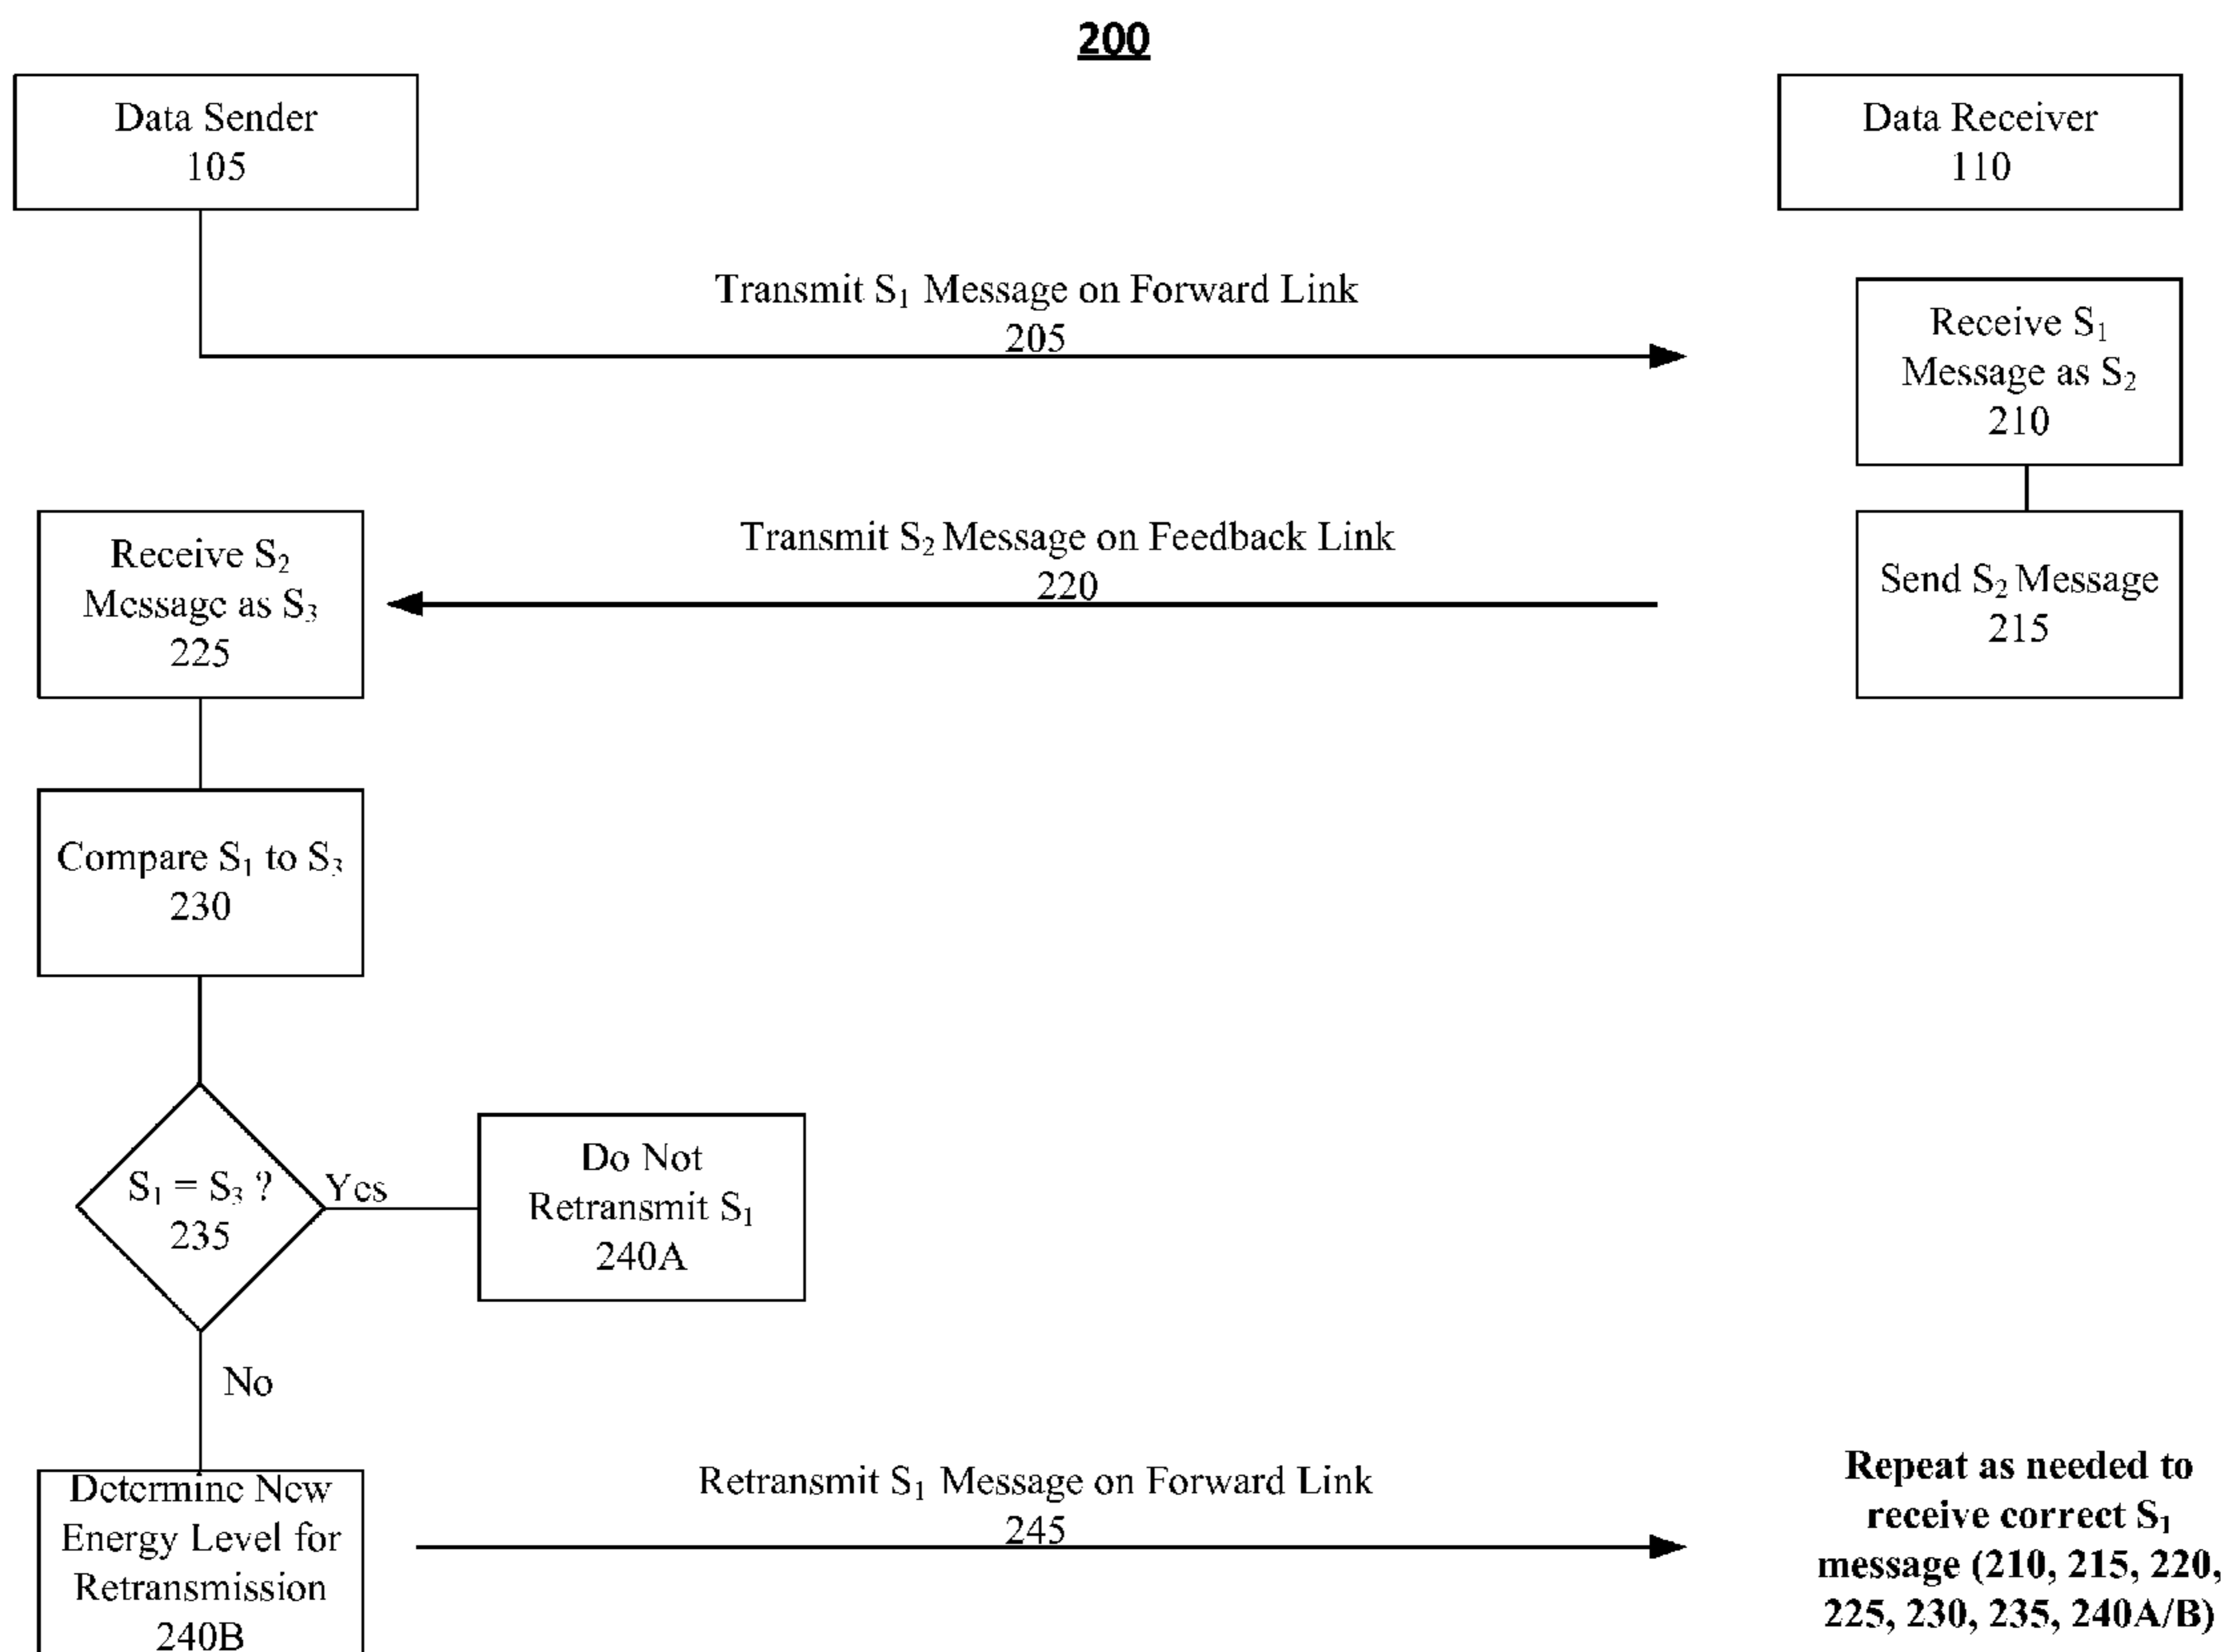 200
Data Sender
105
Data Receiver
110
Transmit S₁ Message on Forward Link
205
Receive S₁
Message as S₂
210
Receive S₂
Message as S₃
225
Transmit S₂ Message on Feedback Link
220
Send S₂ Message
215
Compare S₁ to S₃
230
S₁ = S₃ ?
235
Yes
Do Not
Retransmit S₁
240A
No
Determine New
Energy Level for
Retransmission
240B
Retransmit S₁ Message on Forward Link
245
Repeat as needed to
receive correct S₁
message (210, 215, 220,
225, 230, 235, 240A/B)